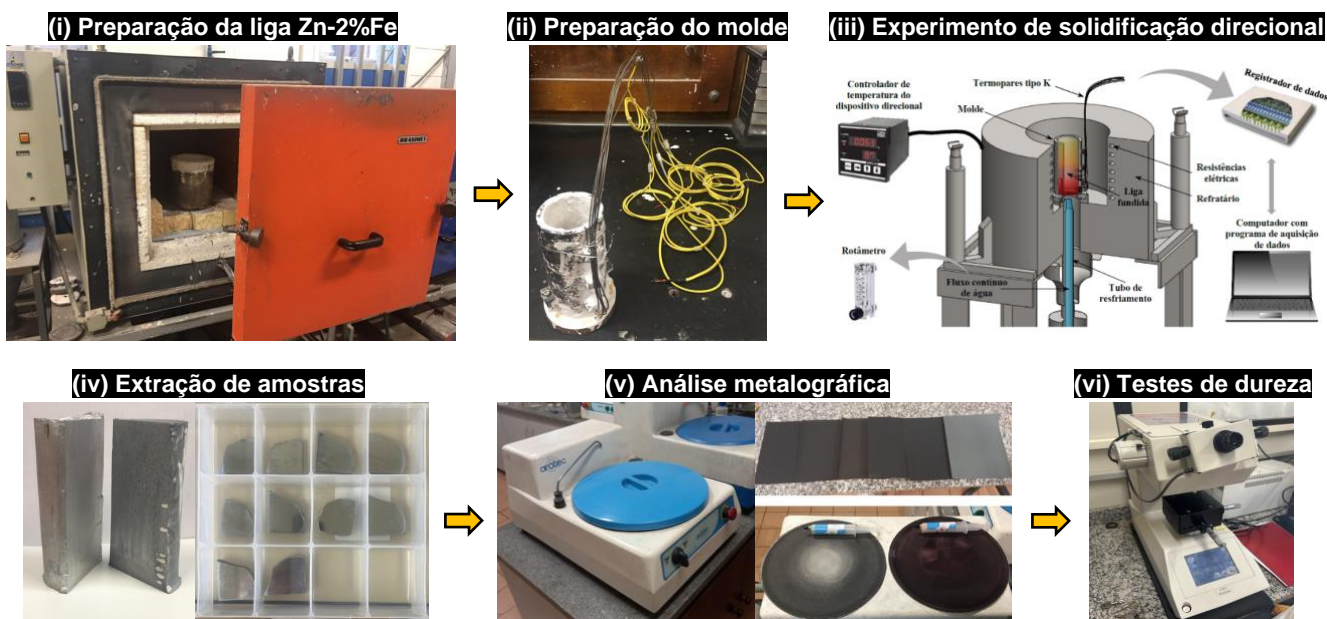 (i) Preparação da liga Zn-2%Fe
(ii) Preparação do molde
(iii) Experimento de solidificação direcional
Controlador de
temperatura do
dispositivo direcional
Termopares tipo K
Molde
Registrador de dados
Resistências
elétricas
Refratário
Liga
fundida
Computador com
programa de aquisição
de dados
Rotâmetro
Fluxo contínuo
de água
Tubo de
resfriamento
(iv) Extração de amostras
(v) Análise metalográfica
(vi) Testes de dureza
arotec